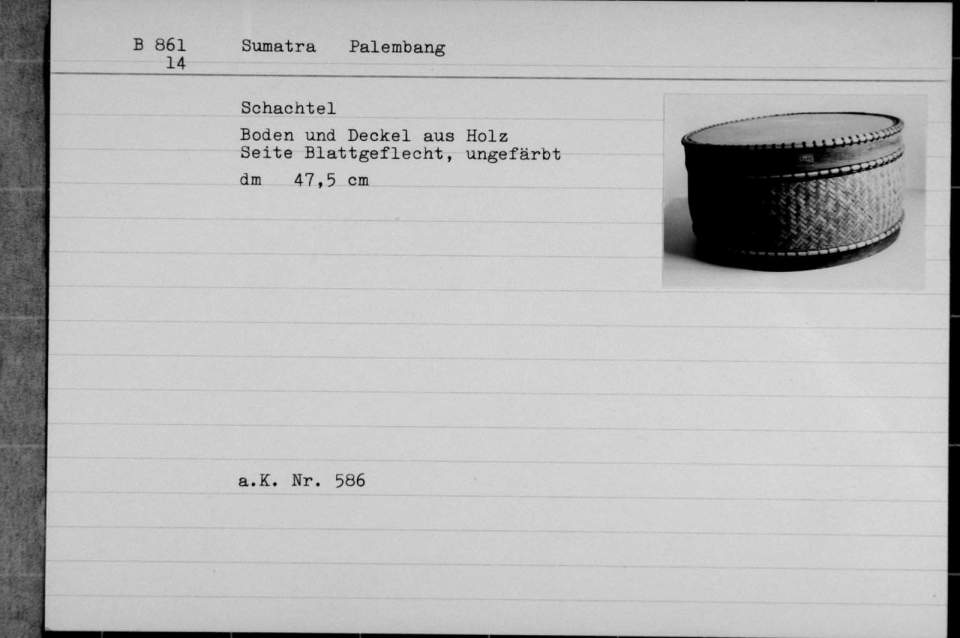 B 861 Sumatra Palembang
14
Schachtel
Boden und Deckel aus Holz
Seite Blattgeflecht, ungefärbt
dm 47,5 cm
a.K. Nr. 586